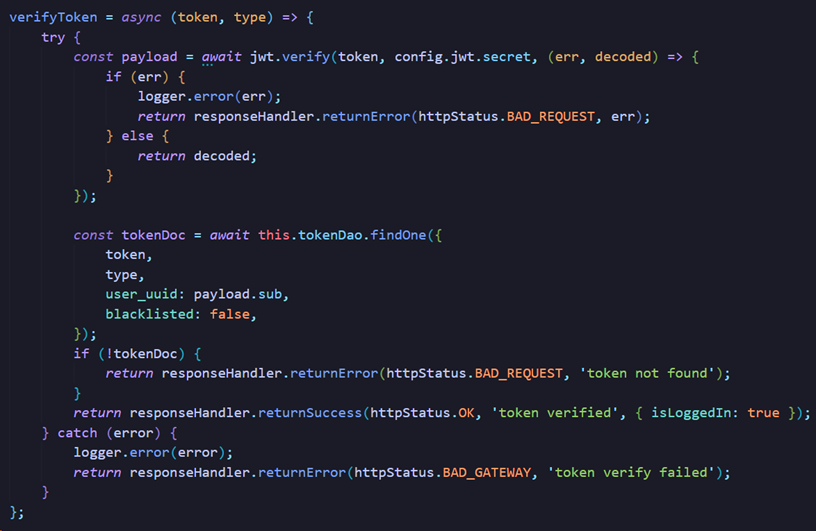 verifyToken = async (token, type) => {
    try {
        const payload = await jwt.verify(token, config.jwt.secret, (err, decoded) => {
            if (err) {
                logger.error(err);
                return responseHandler.returnError(httpStatus.BAD_REQUEST, err);
            } else {
                return decoded;
            }
        });

        const tokenDoc = await this.tokenDao.findOne({
            token,
            type,
            user_uuid: payload.sub,
            blacklisted: false,
        });
        if (!tokenDoc) {
            return responseHandler.returnError(httpStatus.BAD_REQUEST, 'token not found');
        }
        return responseHandler.returnSuccess(httpStatus.OK, 'token verified', { isLoggedIn: true });
    } catch (error) {
        logger.error(error);
        return responseHandler.returnError(httpStatus.BAD_GATEWAY, 'token verify failed');
    }
};